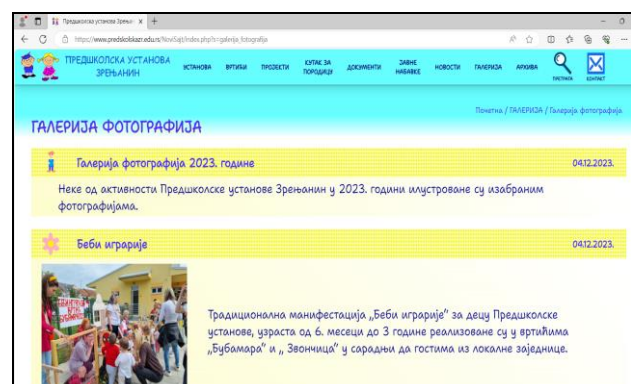 Предшколска установа Зрењан
https://www.predskolskazr.edu.rs/NoviSajt/index.php?s=galerija_fotografija
ПРЕДШКОЛСКА УСТАНОВА
ЗРЕЊАНИН
УСТАНОВА ВРТИЋИ ПРОЈЕКТИ КУТАК ЗА ПОРОДИЦУ ДОКУМЕНТИ ЈАВНЕ НАБАВКЕ НОВОСТИ ГАЛЕРИЈА АРХИВА ПРЕТРАГА КОНТАКТ
Почетна / ГАЛЕРИЈА / Галерија фотографија
ГАЛЕРИЈА ФОТОГРАФИЈА
Галерија фотографија 2023. године 04.12.2023.
Неке од активности Предшколске установе Зрењанин у 2023. години илустроване су изабраним
фотографијама.
Беби играрије 04.12.2023.
Традиционална манифестација „Беби играрије" за децу Предшколске
установе, узраста од 6. месеци до 3 године реализоване су у вртићима
„Бубамара" и „ Звончица" у сарадњи да гостима из локалне заједнице.